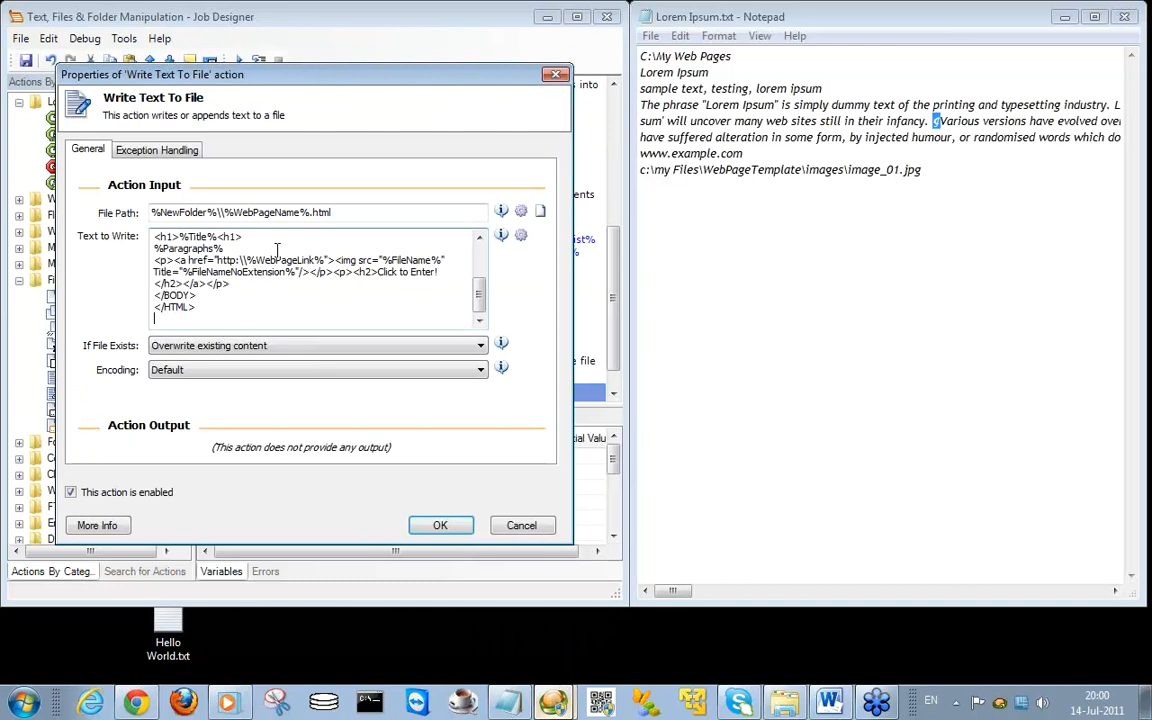 Text, Files & Folder Manipulation - Job Designer
File Edit Debug Tools Help
Actions By
Properties of 'Write Text To File' action
Write Text To File
This action writes or appends text to a file
General
Exception Handling
Action Input
File Path:
%NewFolder%\\%WebPageName%.html
Text to Write:
<h1>%Title%<h1>
%Paragraphs%
<p><a href="http:\\%WebPageLink%"><img src="%FileName%"
Title="%FileNameNoExtension%"/></p><p><h2>Click to Enter!
</h2></a></p>
</BODY>
</HTML>
If File Exists:
Overwrite existing content
Encoding:
Default
Action Output
(This action does not provide any output)
This action is enabled
More Info
OK
Cancel
s into
ist%
%
e file
tial Valu
Actions By Categ...
Search for Actions
Variables
Errors
Lorem Ipsum.txt - Notepad
File Edit Format View Help
C:\My Web Pages
Lorem Ipsum
sample text, testing, lorem ipsum
The phrase "Lorem Ipsum" is simply dummy text of the printing and typesetting industry. L
sum' will uncover many web sites still in their infancy. gVarious versions have evolved over
have suffered alteration in some form, by injected humour, or randomised words which do
www.example.com
c:\my Files\WebPageTemplate\images\image_01.jpg
Hello
World.txt
EN
20:00
14-Jul-2011